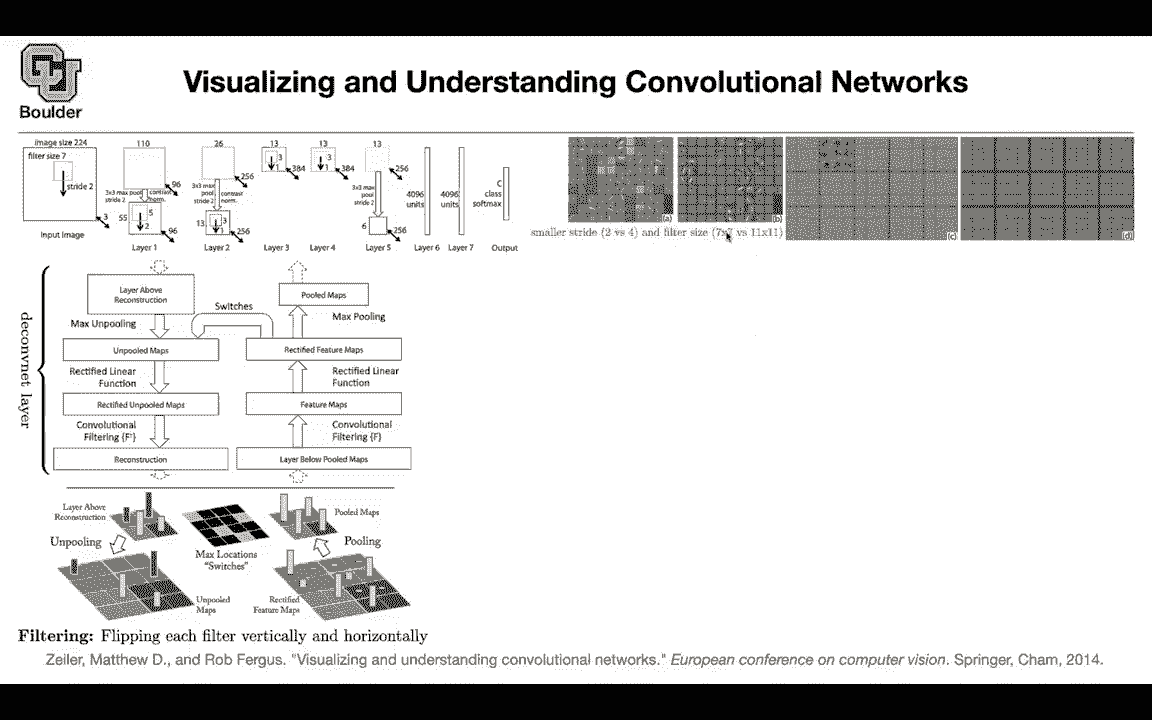 Boulder
Visualizing and Understanding Convolutional Networks
image size 224
filter size 7
stride 2
3
Input Image
110
96
3x3 max pool stride 2
contrast norm.
55
5
2
96
Layer 1
26
256
3x3 max pool stride 2
contrast norm.
13
3
1
256
Layer 2
13
3
1
384
Layer 3
13
3
1
384
Layer 4
13
256
3x3 max pool stride 2
6
256
Layer 5
4096 units
Layer 6
4096 units
Layer 7
C class softmax
Output
(a)
(b)
(c)
(d)
smaller stride (2 vs 4) and filter size (7x7 vs 11x11)
deconvnet layer
Layer Above Reconstruction
Switches
Pooled Maps
Max Unpooling
Max Pooling
Unpooled Maps
Rectified Feature Maps
Rectified Linear Function
Rectified Linear Function
Rectified Unpooled Maps
Feature Maps
Convolutional Filtering {Fᵀ}
Convolutional Filtering {F}
Reconstruction
Layer Below Pooled Maps
Layer Above Reconstruction
Pooled Maps
Unpooling
Max Locations "Switches"
Pooling
Unpooled Maps
Rectified Feature Maps
Filtering: Flipping each filter vertically and horizontally
Zeiler, Matthew D., and Rob Fergus. "Visualizing and understanding convolutional networks." European conference on computer vision. Springer, Cham, 2014.